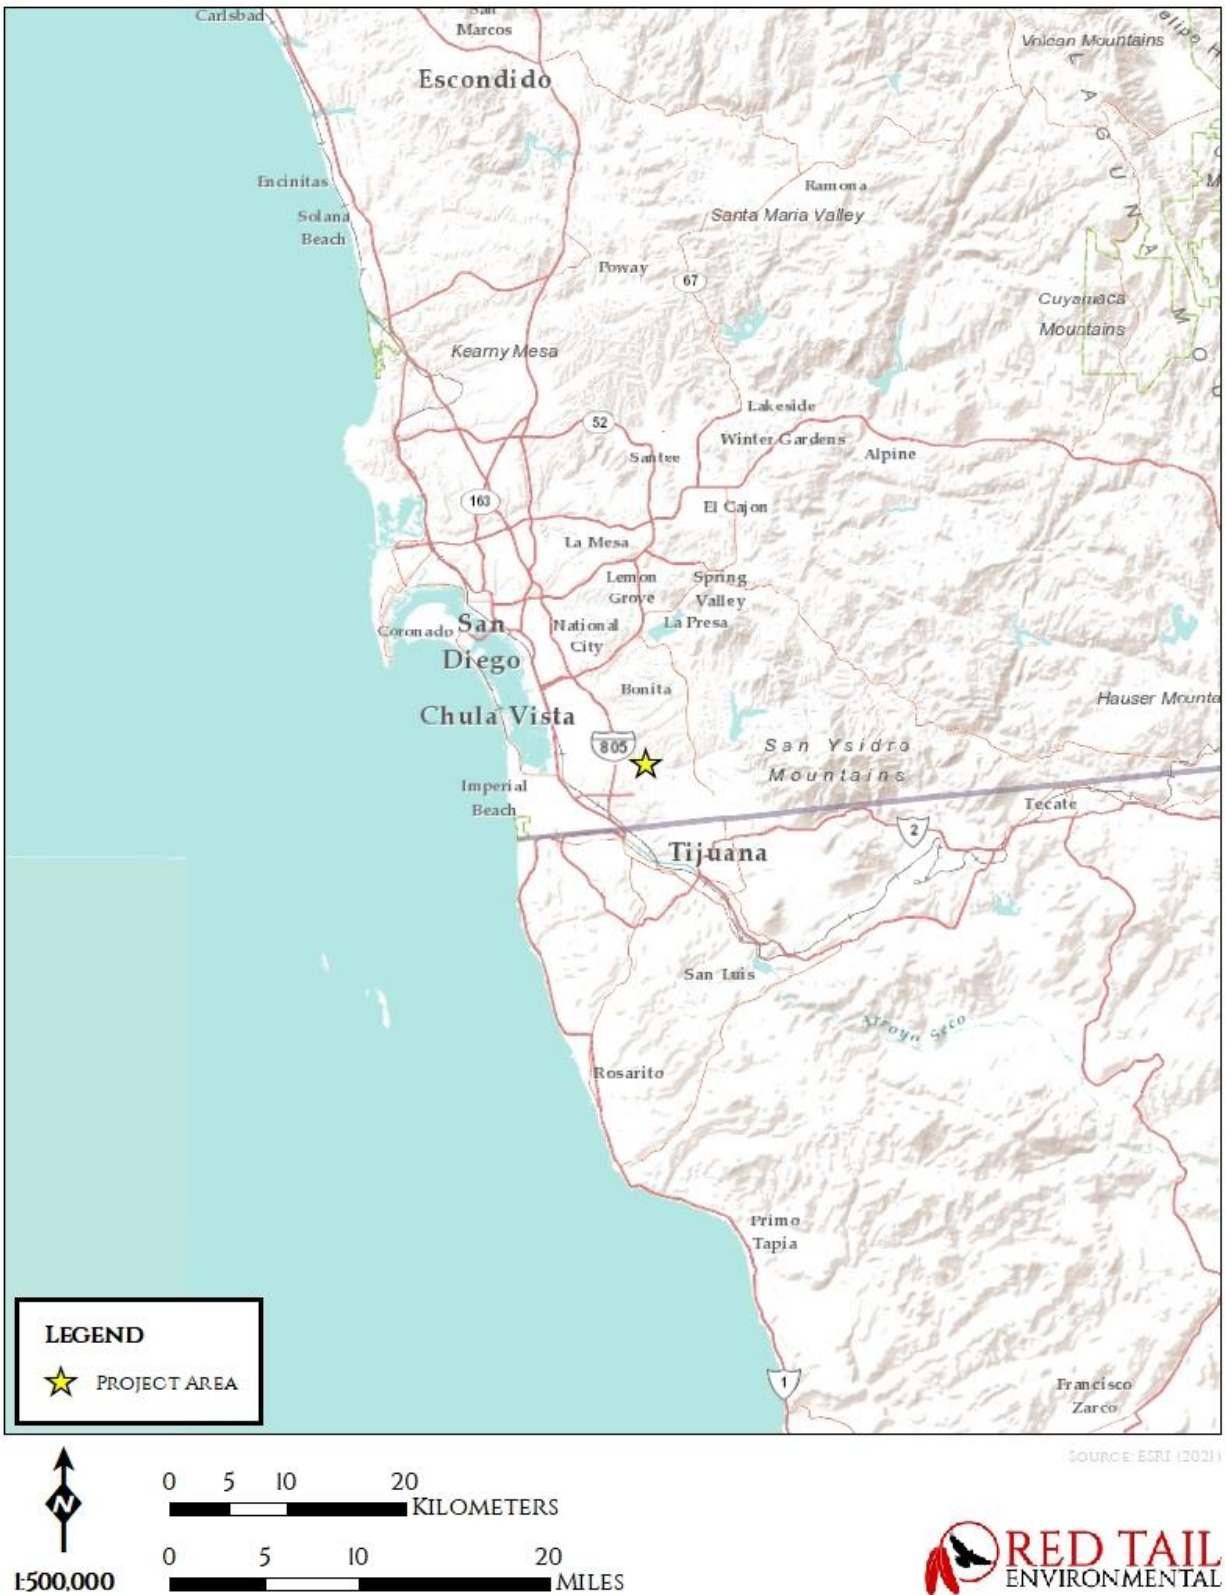 Carlsbad
San
Marcos
Escondido
Volcan Mountains
elipe H
LAGUNA
MOU
Encinitas
Solana
Beach
Ramona
Santa Maria Valley
Poway
67
Cuyamaca
Mountains
Kearny Mesa
52
Lakeside
Winter Gardens
Santee
Alpine
163
El Cajon
La Mesa
Lemon
Grove
Spring
Valley
National
City
La Presa
Coronado
San
Diego
Bonita
Hauser Mounta
Chula Vista
805
San Ysidro
Mountains
Imperial
Beach
Tecate
2
Tijuana
San Luis
Arroyo Seco
Rosarito
Primo
Tapia
1
Francisco
Zarco
LEGEND
PROJECT AREA
SOURCE: ESRI (2021)
N
1:500,000
0 5 10 20
KILOMETERS
0 5 10 20
MILES
RED TAIL
ENVIRONMENTAL